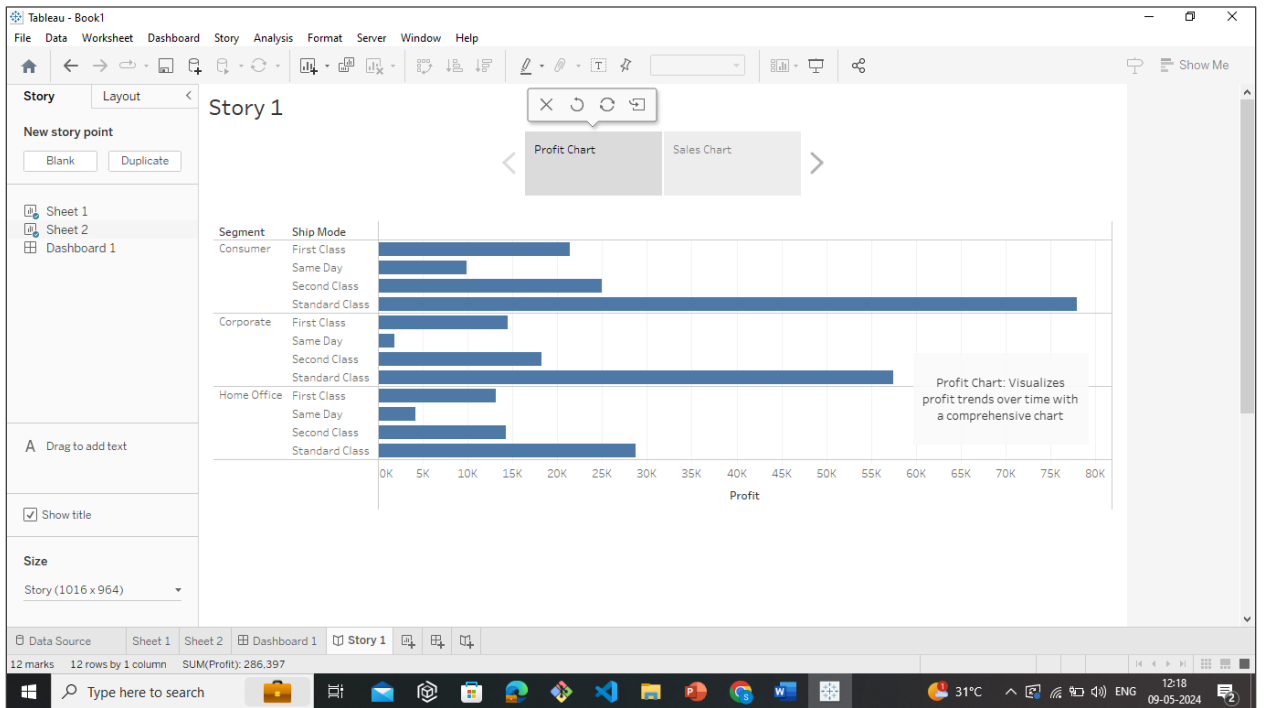 Tableau - Book1
File Data Worksheet Dashboard Story Analysis Format Server Window Help
Show Me
Story Layout
New story point
Blank Duplicate
Sheet 1
Sheet 2
Dashboard 1
A Drag to add text
Show title
Size
Story (1016 x 964)
Story 1
Profit Chart Sales Chart
Segment Ship Mode
Consumer First Class
Same Day
Second Class
Standard Class
Corporate First Class
Same Day
Second Class
Standard Class
Home Office First Class
Same Day
Second Class
Standard Class
Profit Chart: Visualizes
profit trends over time with
a comprehensive chart
0K 5K 10K 15K 20K 25K 30K 35K 40K 45K 50K 55K 60K 65K 70K 75K 80K
Profit
Data Source Sheet 1 Sheet 2 Dashboard 1 Story 1
12 marks 12 rows by 1 column SUM(Profit): 286,397
Type here to search
31°C ENG 12:18
09-05-2024